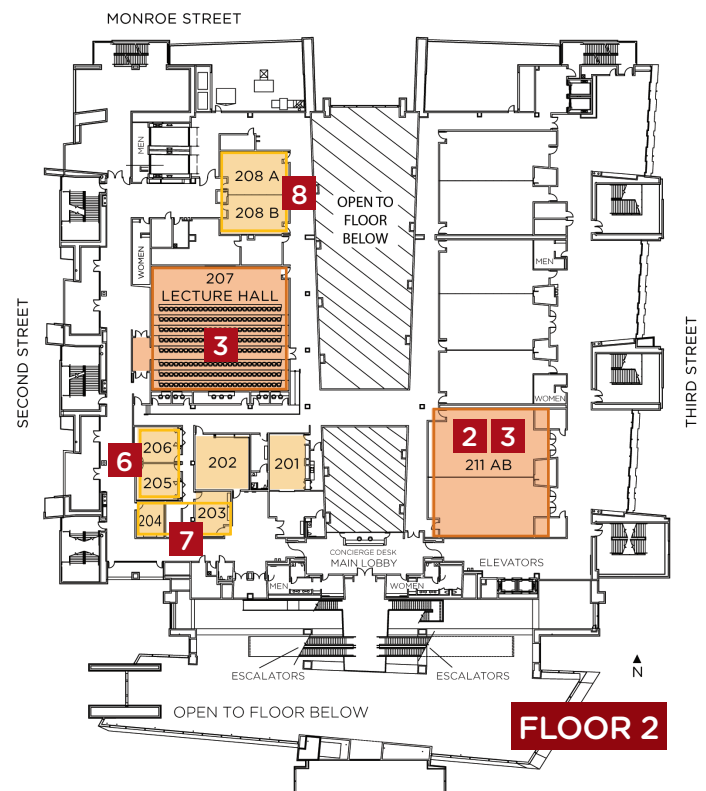 MONROE STREET
MEN
208 A
208 B
8
OPEN TO
FLOOR
BELOW
WOMEN
MEN
207
LECTURE HALL
3
SECOND STREET
THIRD STREET
WOMEN
2 3
211 AB
6
206
205
202
201
204
203
7
CONCIERGE DESK
MAIN LOBBY
ELEVATORS
MEN
WOMEN
ESCALATORS
ESCALATORS
N
OPEN TO FLOOR BELOW
FLOOR 2